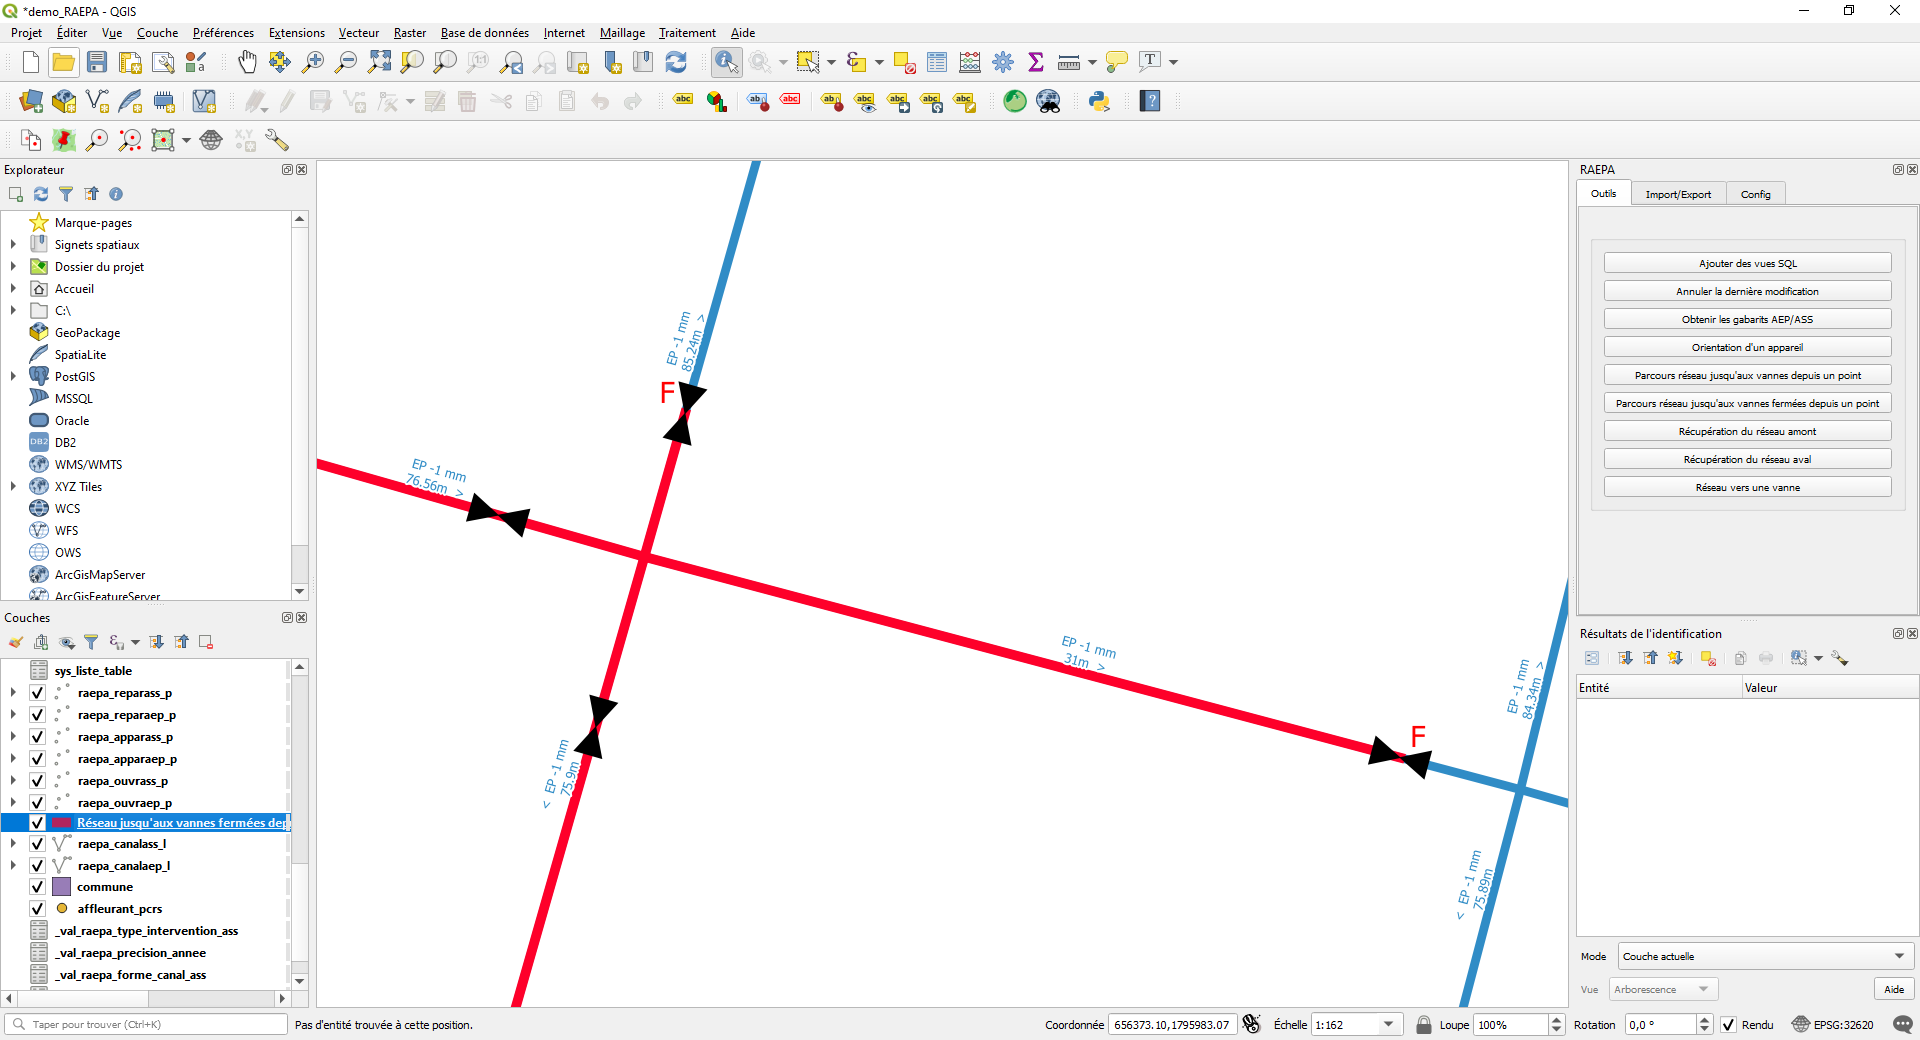 *demo_RAEPA - QGIS
Projet Éditer Vue Couche Préférences Extensions Vecteur Raster Base de données Internet Maillage Traitement Aide
Explorateur
Marque-pages
Signets spatiaux
Dossier du projet
Accueil
C:\
GeoPackage
SpatiaLite
PostGIS
MSSQL
Oracle
DB2
WMS/WMTS
XYZ Tiles
WCS
WFS
OWS
ArcGisMapServer
ArcGisFeatureServer
Couches
sys_liste_table
raepa_reparass_p
raepa_reparaep_p
raepa_apparass_p
raepa_apparaep_p
raepa_ouvrass_p
raepa_ouvraep_p
Réseau jusqu'aux vannes fermées dep
raepa_canalass_l
raepa_canalaep_l
commune
affleurant_pcrs
_val_raepa_type_intervention_ass
_val_raepa_precision_annee
_val_raepa_forme_canal_ass
EP -1 mm
85.24m >
F
EP -1 mm
76.56m >
EP -1 mm
31m >
< EP -1 mm
75.9m
F
EP -1 mm
84.34m >
< EP -1 mm
75.89m
RAEPA
Outils Import/Export Config
Ajouter des vues SQL
Annuler la dernière modification
Obtenir les gabarits AEP/ASS
Orientation d'un appareil
Parcours réseau jusqu'aux vannes depuis un point
Parcours réseau jusqu'aux vannes fermées depuis un point
Récupération du réseau amont
Récupération du réseau aval
Réseau vers une vanne
Résultats de l'identification
Entité Valeur
Mode Couche actuelle
Vue Arborescence Aide
Taper pour trouver (Ctrl+K) Pas d'entité trouvée à cette position. Coordonnée 656373.10,1795983.07 Échelle 1:162 Loupe 100% Rotation 0,0 ° Rendu EPSG:32620